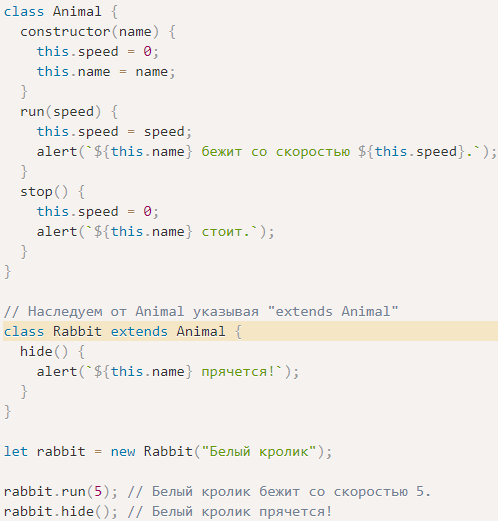 class Animal {
  constructor(name) {
    this.speed = 0;
    this.name = name;
  }
  run(speed) {
    this.speed = speed;
    alert(`${this.name} бежит со скоростью ${this.speed}.`);
  }
  stop() {
    this.speed = 0;
    alert(`${this.name} стоит.`);
  }
}

// Наследуем от Animal указывая "extends Animal"
class Rabbit extends Animal {
  hide() {
    alert(`${this.name} прячется!`);
  }
}

let rabbit = new Rabbit("Белый кролик");

rabbit.run(5); // Белый кролик бежит со скоростью 5.
rabbit.hide(); // Белый кролик прячется!